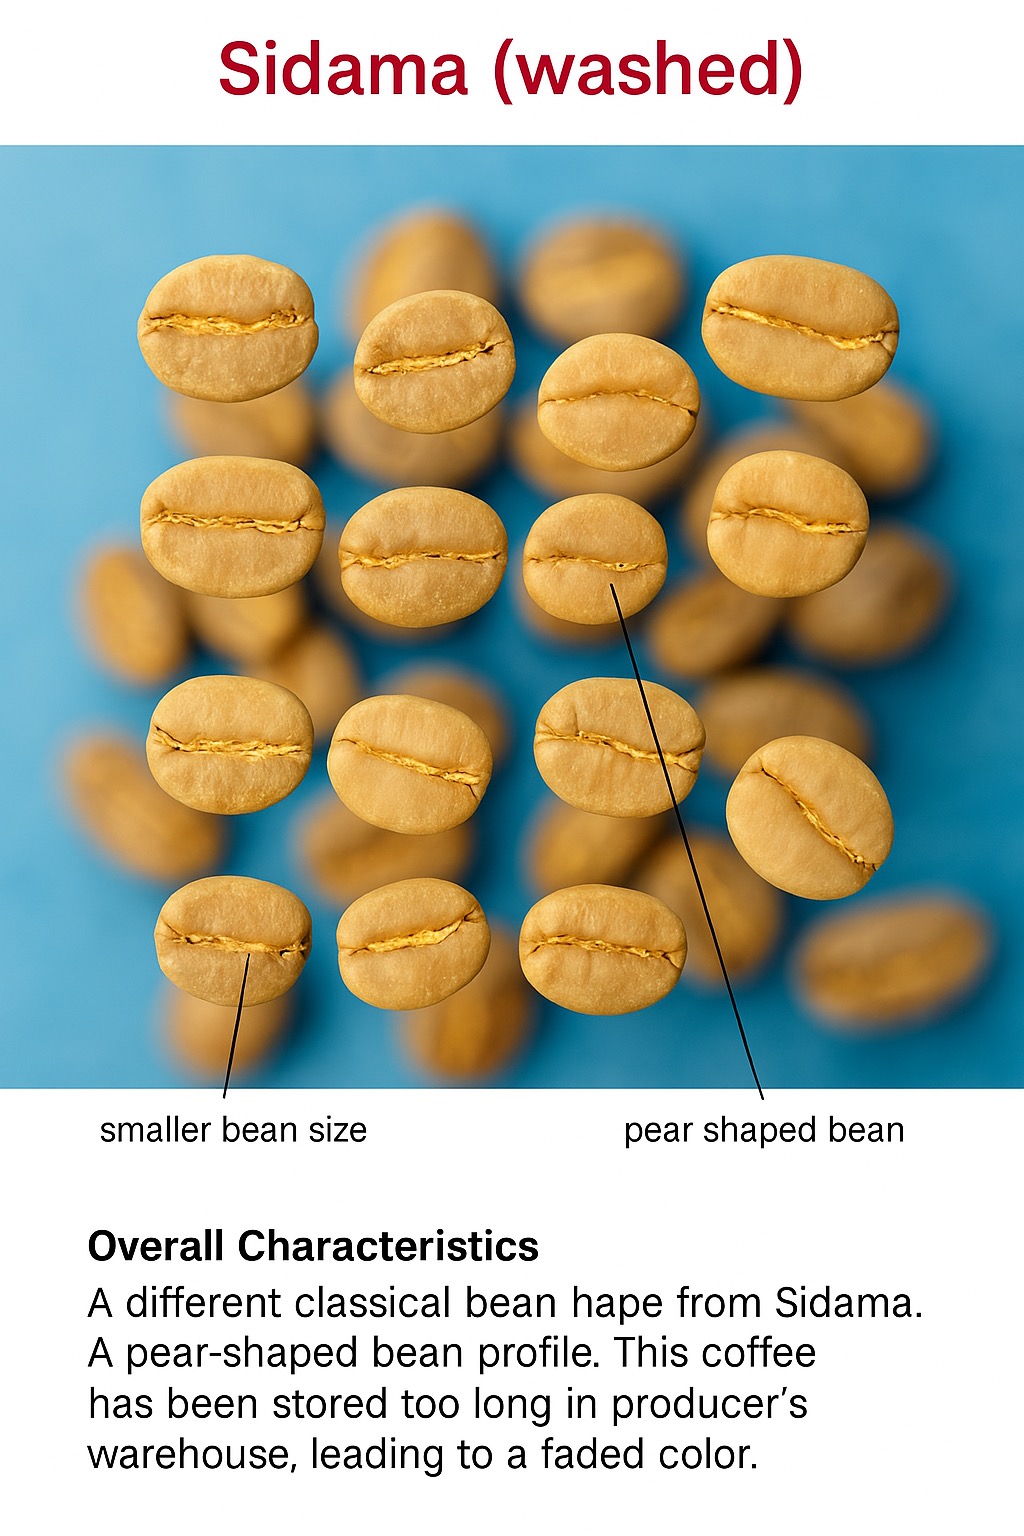 Sidama (washed)
smaller bean size
pear shaped bean
Overall Characteristics
A different classical bean hape from Sidama.
A pear-shaped bean profile. This coffee
has been stored too long in producer’s
warehouse, leading to a faded color.